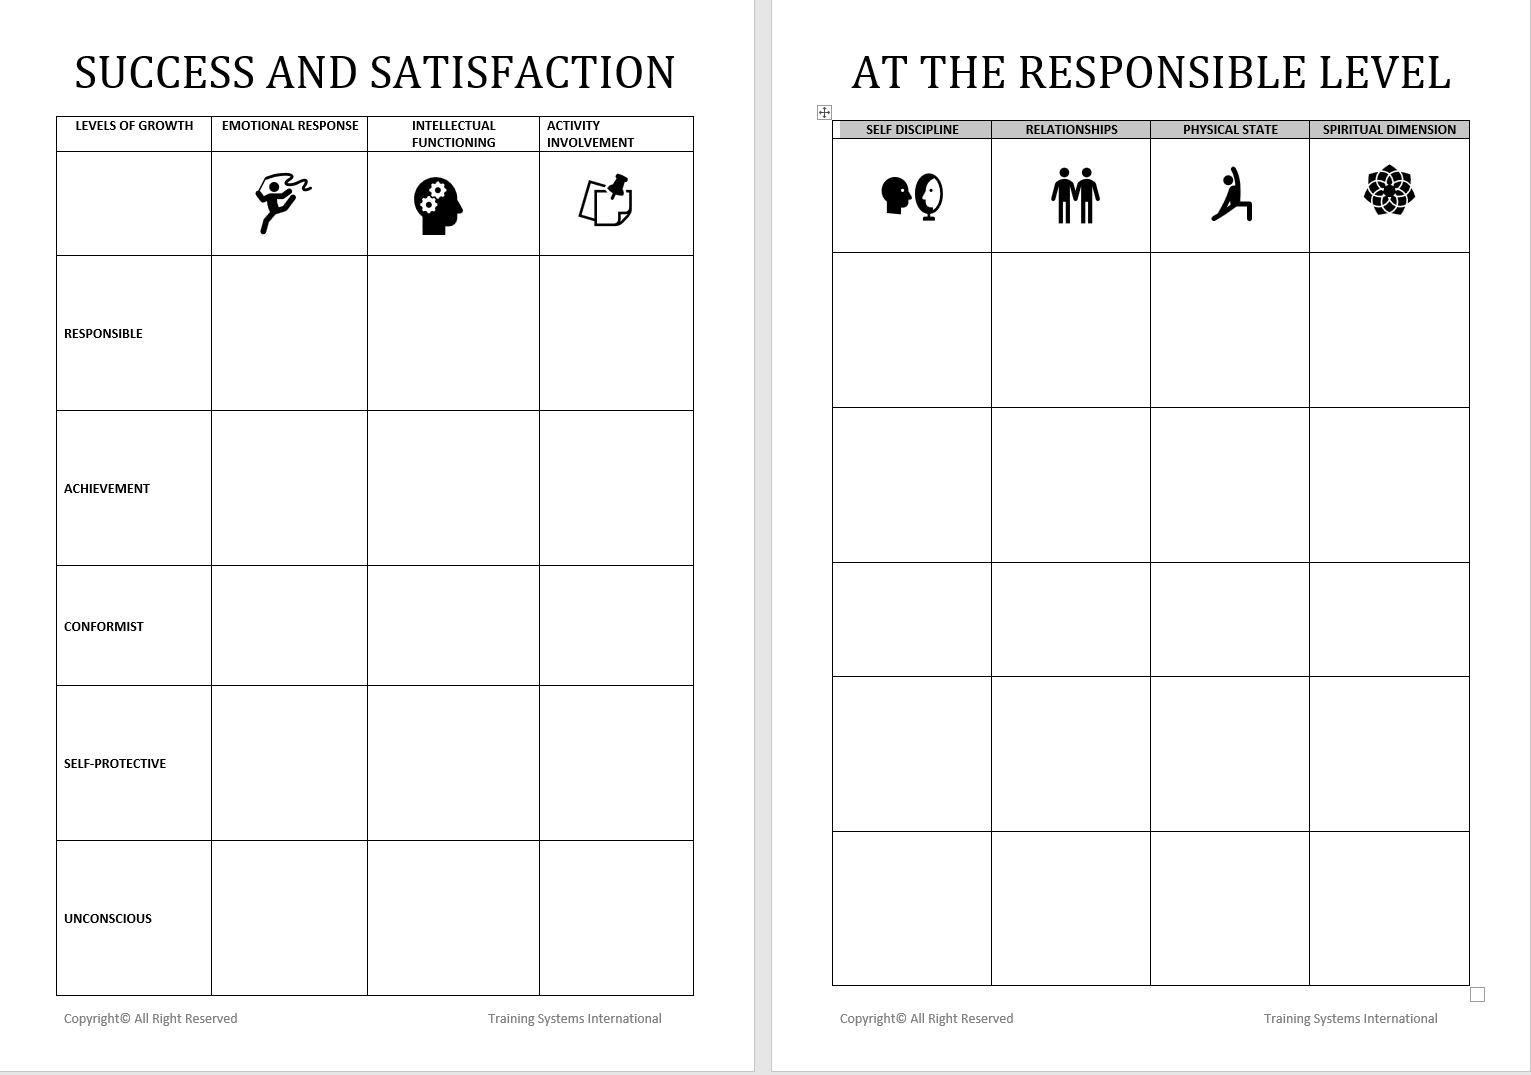 SUCCESS AND SATISFACTION
LEVELS OF GROWTH
EMOTIONAL RESPONSE
INTELLECTUAL
FUNCTIONING
ACTIVITY
INVOLVEMENT
RESPONSIBLE
ACHIEVEMENT
CONFORMIST
SELF-PROTECTIVE
UNCONSCIOUS
Copyright© All Right Reserved
Training Systems International
AT THE RESPONSIBLE LEVEL
SELF DISCIPLINE
RELATIONSHIPS
PHYSICAL STATE
SPIRITUAL DIMENSION
Copyright© All Right Reserved
Training Systems International